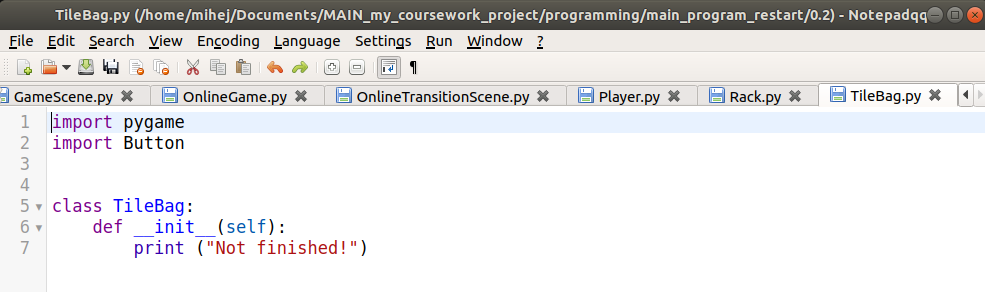 TileBag.py (/home/mihej/Documents/MAIN_my_coursework_project/programming/main_program_restart/0.2) - Notepadqq
File Edit Search View Encoding Language Settings Run Window ?
GameScene.py OnlineGame.py OnlineTransitionScene.py Player.py Rack.py TileBag.py
1 import pygame
2 import Button
3
4
5 class TileBag:
6 def __init__(self):
7 print ("Not finished!")